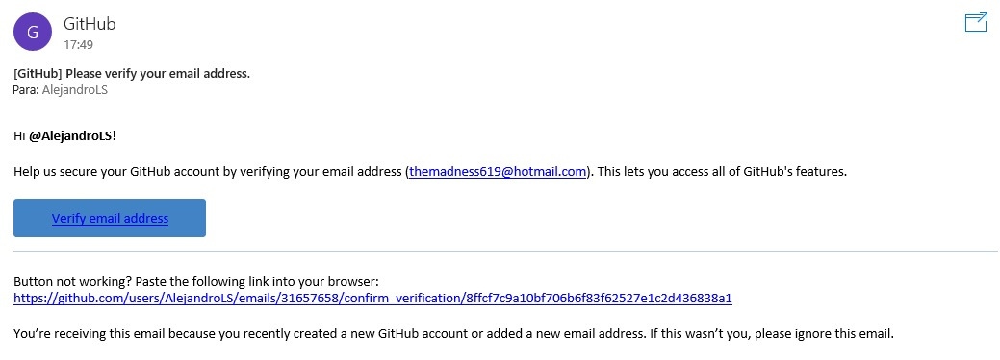 G
GitHub
17:49
[GitHub] Please verify your email address.
Para: AlejandroLS
Hi @AlejandroLS!
Help us secure your GitHub account by verifying your email address (themadness619@hotmail.com). This lets you access all of GitHub's features.
Verify email address
Button not working? Paste the following link into your browser:
https://github.com/users/AlejandroLS/emails/31657658/confirm_verification/8ffcf7c9a10bf706b6f83f62527e1c2d436838a1
You’re receiving this email because you recently created a new GitHub account or added a new email address. If this wasn’t you, please ignore this email.